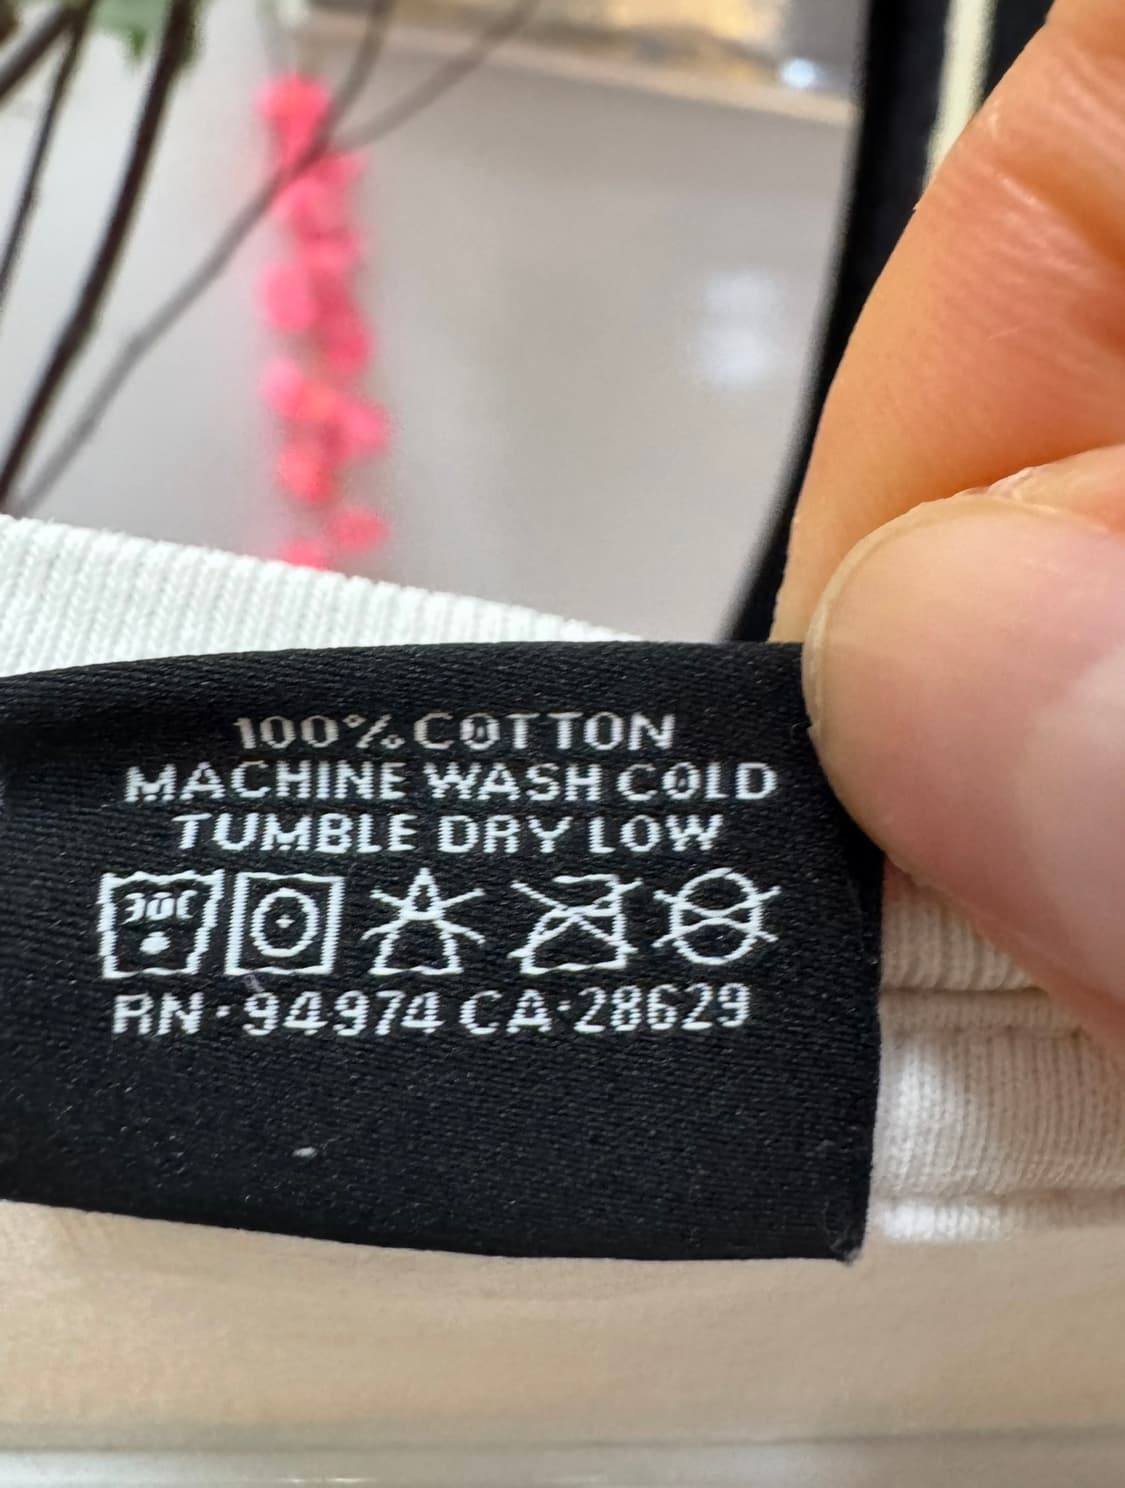 100% COTTON
MACHINE WASH COLD
TUMBLE DRY LOW
30C
RN·94974 CA·28629